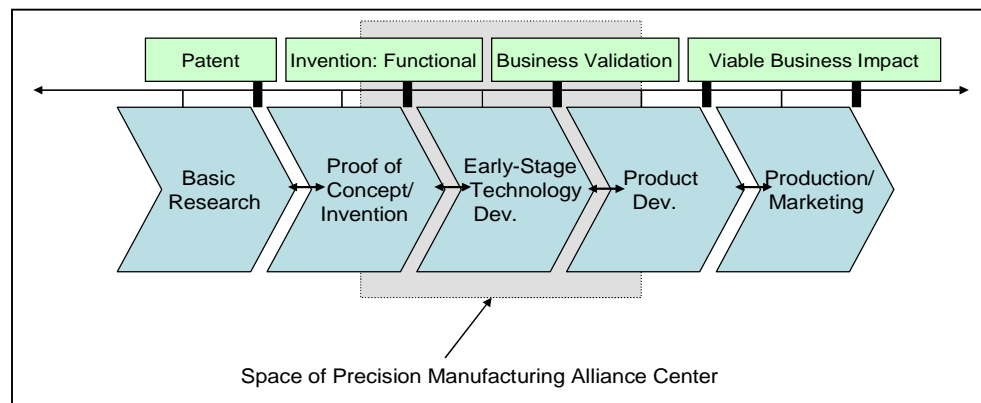 Patent
Invention: Functional
Business Validation
Viable Business Impact
Basic
Research
Proof of
Concept/
Invention
Early-Stage
Technology
Dev.
Product
Dev.
Production/
Marketing
Space of Precision Manufacturing Alliance Center